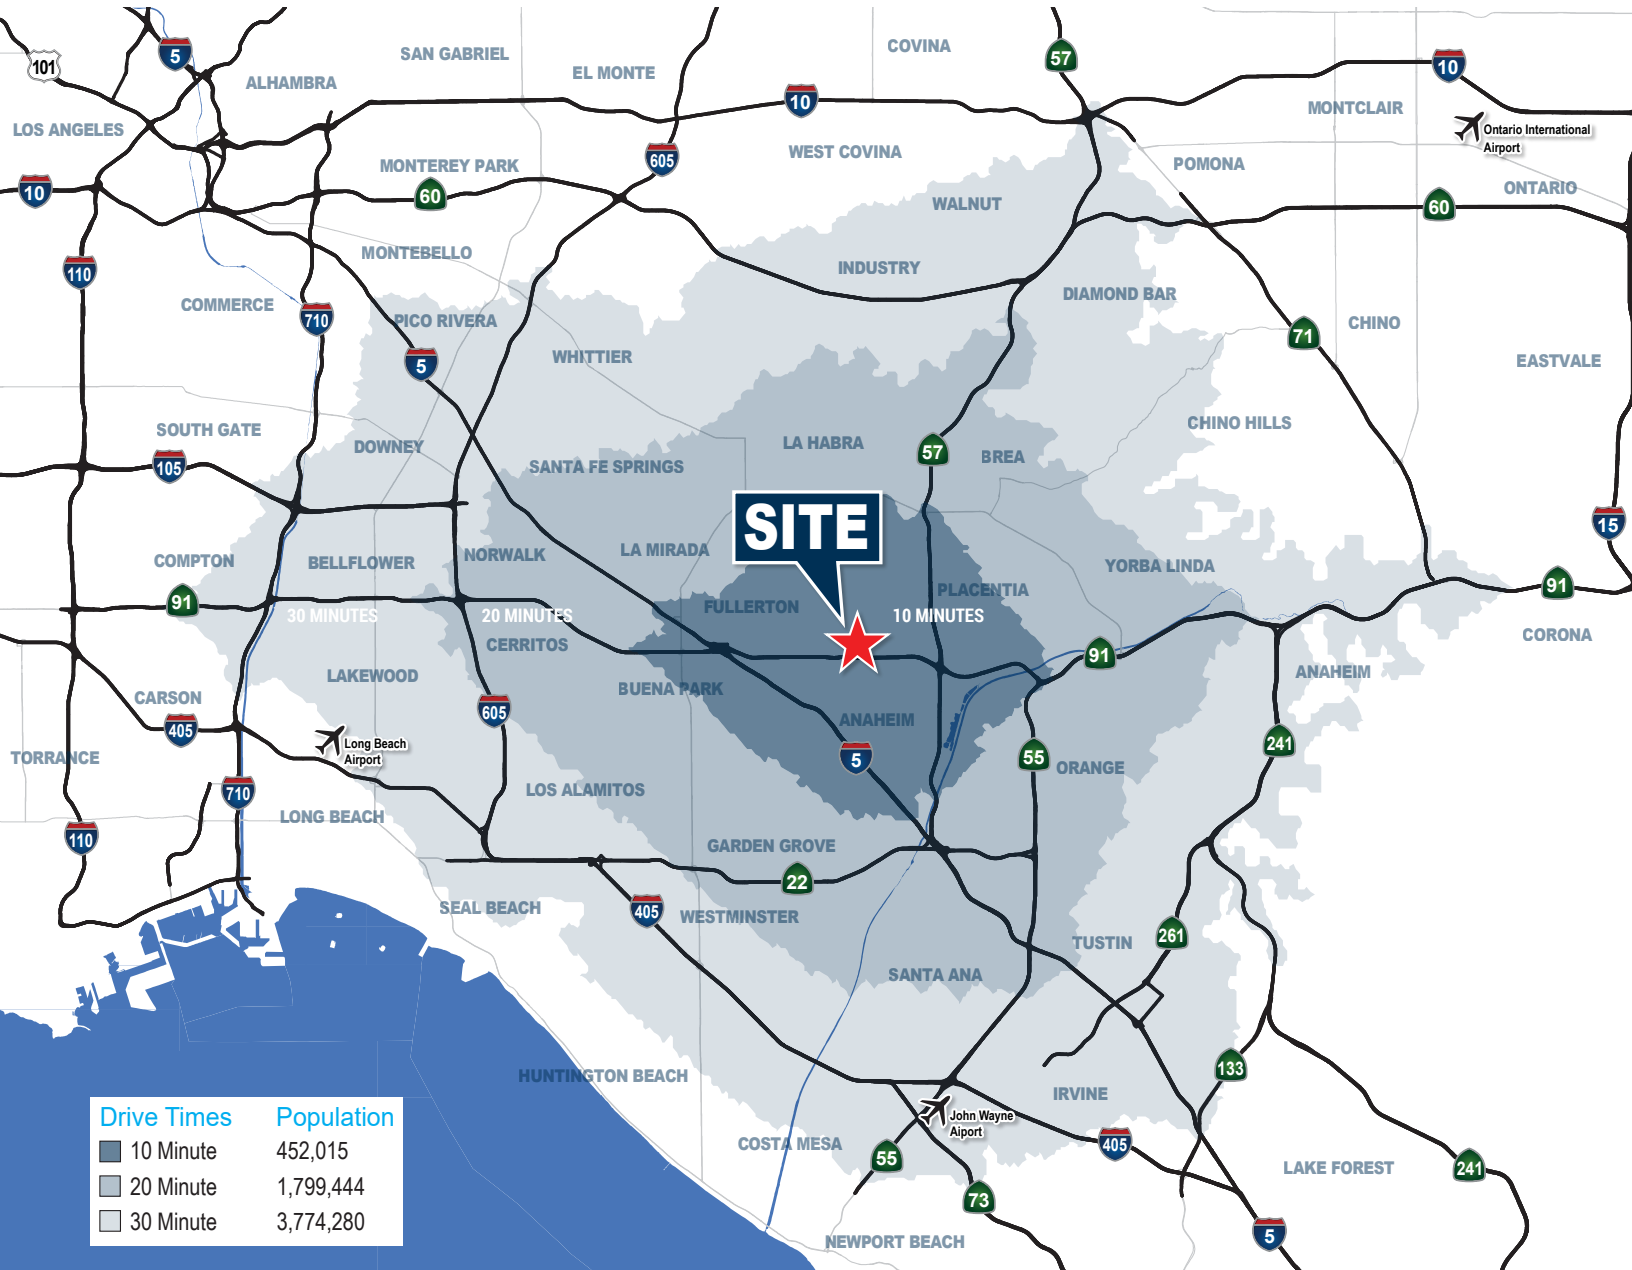 57
COVINA
SAN GABRIEL
5
101
EL MONTE
10
ALHAMBRA
10
MONTCLAIR
LOS ANGELES
Ontario International
Airport
WEST COVINA
605
MONTEREY PARK
POMONA
10
60
ONTARIO
WALNUT
60
MONTEBELLO
110
INDUSTRY
DIAMOND BAR
COMMERCE
710
PICO RIVERA
CHINO
71
WHITTIER
5
EASTVALE
CHINO HILLS
SOUTH GATE
DOWNEY
LA HABRA
57
BREA
105
SANTA FE SPRINGS
SITE
15
LA MIRADA
NORWALK
COMPTON
BELLFLOWER
YORBA LINDA
91
PLACENTIA
91
FULLERTON
30 MINUTES
20 MINUTES
10 MINUTES
CORONA
CERRITOS
91
LAKEWOOD
ANAHEIM
BUENA PARK
CARSON
605
ANAHEIM
405
Long Beach
Airport
241
TORRANCE
5
55
ORANGE
710
LOS ALAMITOS
LONG BEACH
110
GARDEN GROVE
22
SEAL BEACH
405
WESTMINSTER
261
TUSTIN
SANTA ANA
133
HUNTINGTON BEACH
IRVINE
John Wayne
Aiport
Drive Times Population
10 Minute 452,015
20 Minute 1,799,444
30 Minute 3,774,280
COSTA MESA
405
55
LAKE FOREST
241
73
5
NEWPORT BEACH